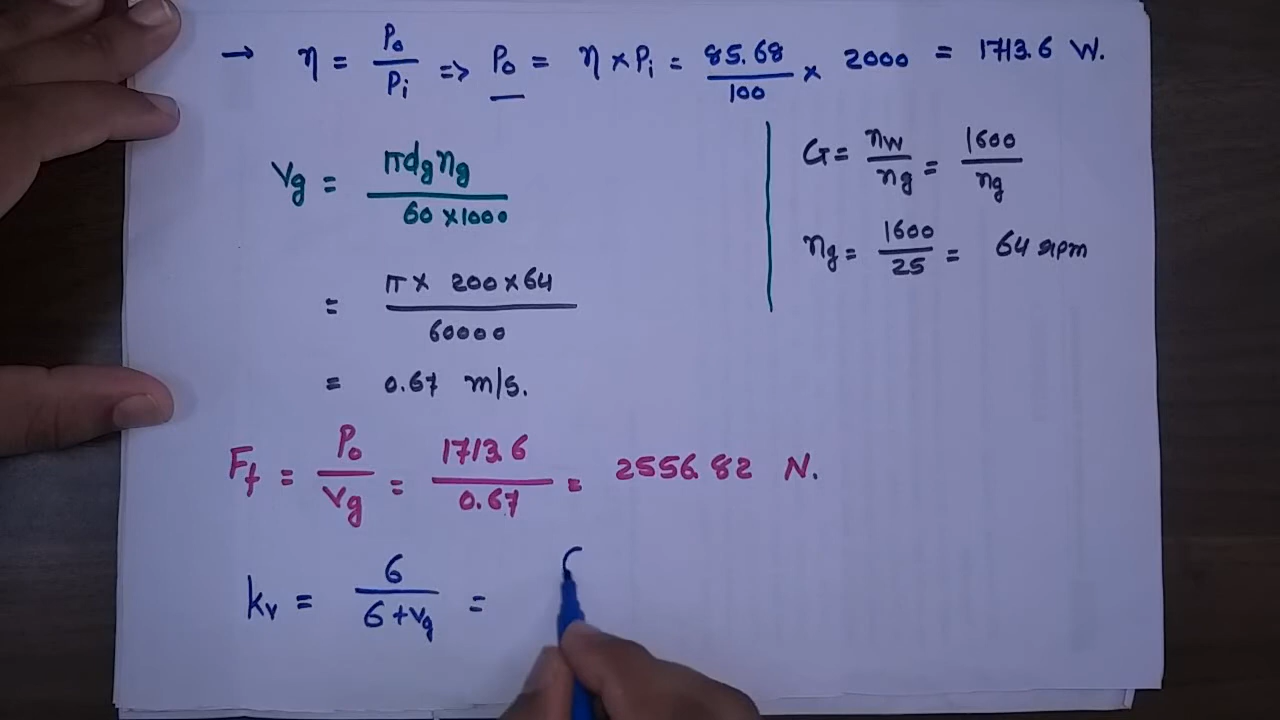 → η = Po/Pi => Po = η × Pi = 85.68/100 × 2000 = 1713.6 W.
Vg = πdgng / 60×1000
= π× 200×64 / 60000
= 0.67 m/s.
G = nw/ng = 1600/ng
ng = 1600/25 = 64 rpm
Ft = Po/Vg = 1713.6/0.67 = 2556.82 N.
kv = 6/6+vg =